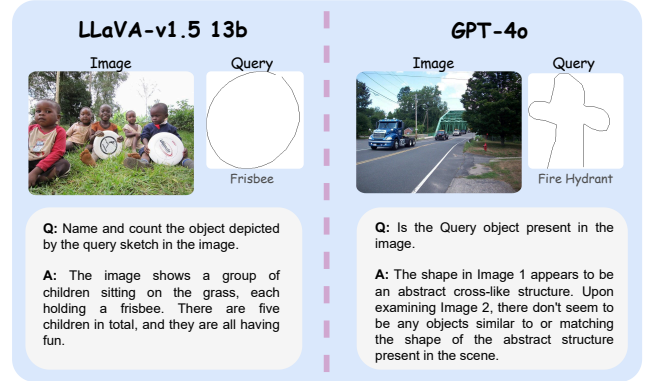 LLaVA-v1.5 13b
Image
Query
Frisbee
Q: Name and count the object depicted
by the query sketch in the image.
A: The image shows a group of
children sitting on the grass, each
holding a frisbee. There are five
children in total, and they are all having
fun.
GPT-4o
Image
Query
Fire Hydrant
Q: Is the Query object present in the
image.
A: The shape in Image 1 appears to be
an abstract cross-like structure. Upon
examining Image 2, there don't seem to
be any objects similar to or matching
the shape of the abstract structure
present in the scene.